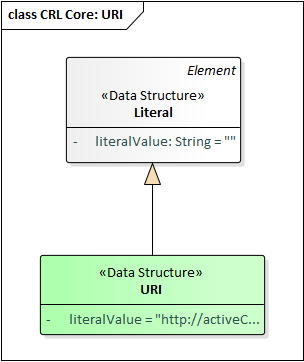 class CRL Core: URI
Element
«Data Structure»
Literal
- literalValue: String = ""
«Data Structure»
URI
- literalValue = "http://activeC...